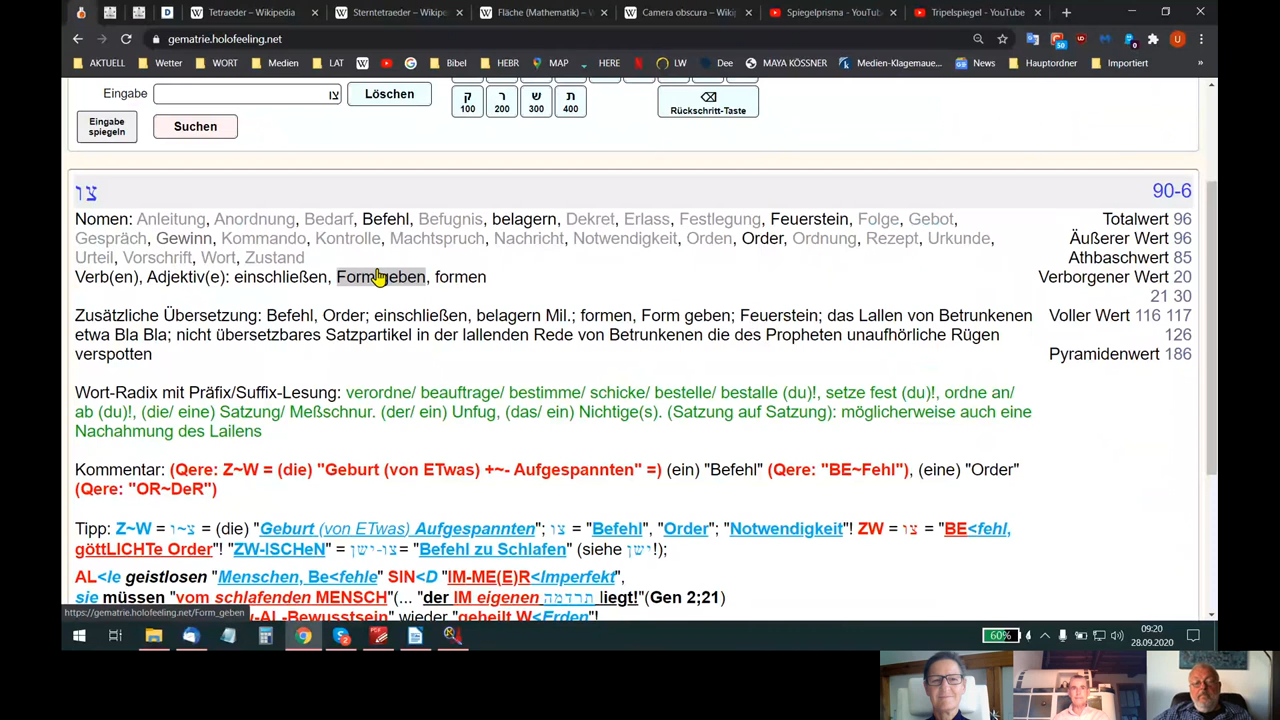 Tetraeder – Wikipedia
Sterntetraeder – Wikipe
Fläche (Mathematik) – W
Camera obscura – Wikipe
Spiegelprisma - YouTube
Tripelspiegel - YouTube
gematrie.holofeeling.net
AKTUELL Wetter WORT Medien LAT Bibel HEBR MAP HERE LW Dee MAYA KÖSSNER Medien-Klagemaue... News Hauptordner Importiert
Eingabe צו Löschen
ק ר ש ת
100 200 300 400
Rückschritt-Taste
Eingabe spiegeln
Suchen
צו 90-6
Nomen: Anleitung, Anordnung, Bedarf, Befehl, Befugnis, belagern, Dekret, Erlass, Festlegung, Feuerstein, Folge, Gebot,
Gespräch, Gewinn, Kommando, Kontrolle, Machtspruch, Nachricht, Notwendigkeit, Orden, Order, Ordnung, Rezept, Urkunde,
Urteil, Vorschrift, Wort, Zustand
Verb(en), Adjektiv(e): einschließen, Form geben, formen
Totalwert 96
Äußerer Wert 96
Athbaschwert 85
Verborgener Wert 20
21 30
Voller Wert 116 117
126
Pyramidenwert 186
Zusätzliche Übersetzung: Befehl, Order; einschließen, belagern Mil.; formen, Form geben; Feuerstein; das Lallen von Betrunkenen
etwa Bla Bla; nicht übersetzbares Satzpartikel in der lallenden Rede von Betrunkenen die des Propheten unaufhörliche Rügen
verspotten
Wort-Radix mit Präfix/Suffix-Lesung: verordne/ beauftrage/ bestimme/ schicke/ bestelle/ bestalle (du)!, setze fest (du)!, ordne an/
ab (du)!, (die/ eine) Satzung/ Meßschnur. (der/ ein) Unfug, (das/ ein) Nichtige(s). (Satzung auf Satzung): möglicherweise auch eine
Nachahmung des Lailens
Kommentar: (Qere: Z~W = (die) "Geburt (von ETwas) +~- Aufgespannten" =) (ein) "Befehl" (Qere: "BE~Fehl"), (eine) "Order"
(Qere: "OR~DeR")
Tipp: Z~W = צ~ו = (die) "Geburt (von ETwas) Aufgespannten"; צו = "Befehl", "Order"; "Notwendigkeit"! ZW = צו = "BE<fehl,
göttLICHTe Order"! "ZW-ISCHeN" = צו-ישן = "Befehl zu Schlafen" (siehe ישן!);
AL<le geistlosen "Menschen, Be<fehle" SIN<D "IM-ME(E)R<Imperfekt",
sie müssen "vom schlafenden MENSCH"(... "der IM eigenen תרדמה liegt!"(Gen 2;21)
-AL-Bewusstsein" wieder "geheilt W<Erden"!
https://gematrie.holofeeling.net/Form_geben
60%
09:20
28.09.2020